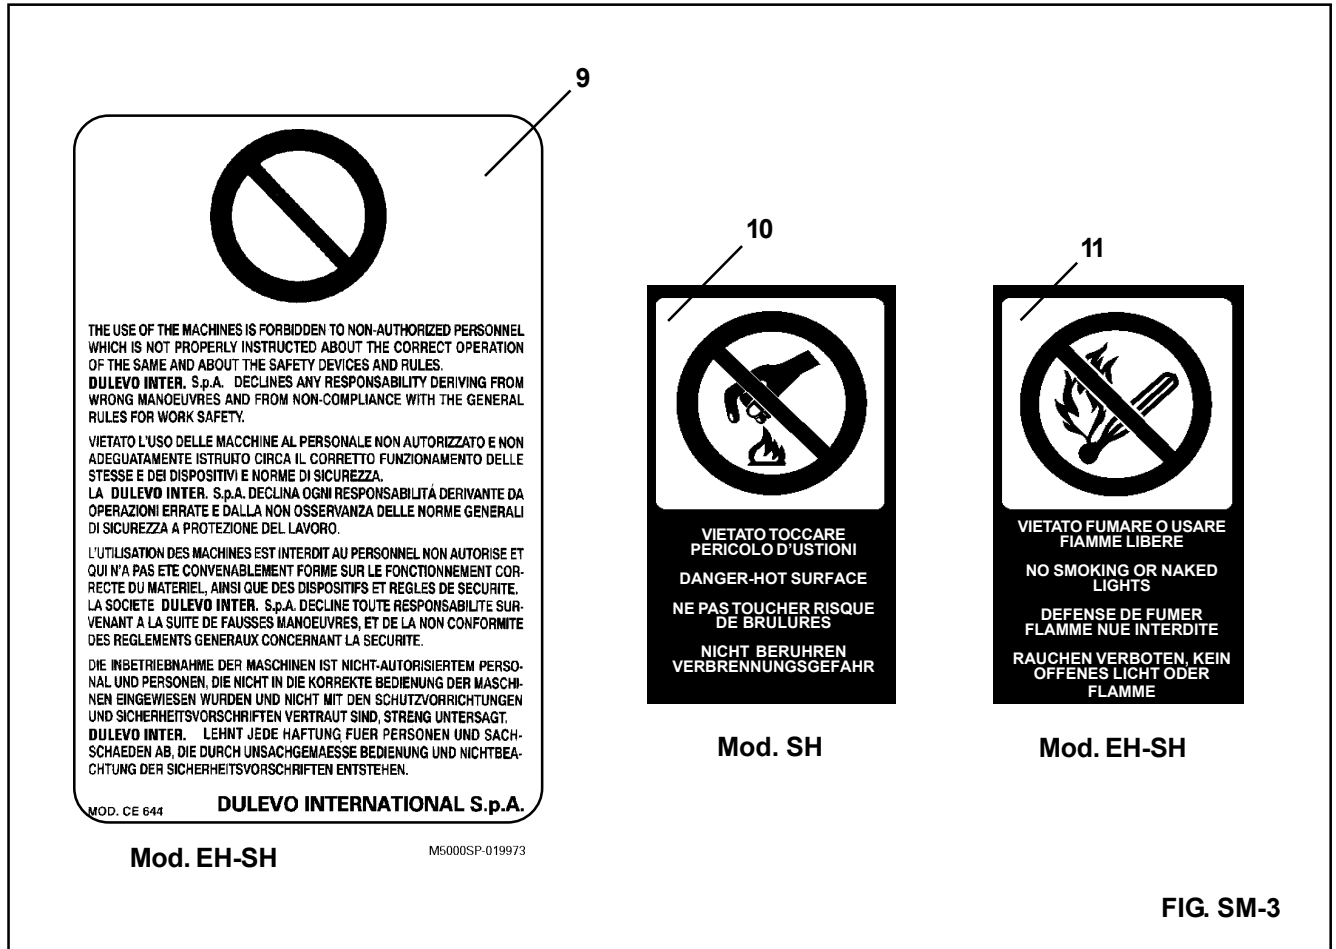 9
THE USE OF THE MACHINES IS FORBIDDEN TO NON-AUTHORIZED PERSONNEL
WHICH IS NOT PROPERLY INSTRUCTED ABOUT THE CORRECT OPERATION
OF THE SAME AND ABOUT THE SAFETY DEVICES AND RULES.
DULEVO INTER. S.p.A. DECLINES ANY RESPONSABILITY DERIVING FROM
WRONG MANOEUVRES AND FROM NON-COMPLIANCE WITH THE GENERAL
RULES FOR WORK SAFETY.
VIETATO L'USO DELLE MACCHINE AL PERSONALE NON AUTORIZZATO E NON
ADEGUATAMENTE ISTRUITO CIRCA IL CORRETTO FUNZIONAMENTO DELLE
STESSE E DEI DISPOSITIVI E NORME DI SICUREZZA.
LA DULEVO INTER. S.p.A. DECLINA OGNI RESPONSABILITÁ DERIVANTE DA
OPERAZIONI ERRATE E DALLA NON OSSERVANZA DELLE NORME GENERALI
DI SICUREZZA A PROTEZIONE DEL LAVORO.
L'UTILISATION DES MACHINES EST INTERDIT AU PERSONNEL NON AUTORISE ET
QUI N'A PAS ETE CONVENABLEMENT FORME SUR LE FONCTIONNEMENT COR-
RECTE DU MATERIEL, AINSI QUE DES DISPOSITIFS ET REGLES DE SECURITE.
LA SOCIETE DULEVO INTER. S.p.A. DECLINE TOUTE RESPONSABILITE SUR-
VENANT A LA SUITE DE FAUSSES MANOEUVRES, ET DE LA NON CONFORMITE
DES REGLEMENTS GENERAUX CONCERNANT LA SECURITE.
DIE INBETRIEBNAHME DER MASCHINEN IST NICHT-AUTORISIERTEM PERSO-
NAL UND PERSONEN, DIE NICHT IN DIE KORREKTE BEDIENUNG DER MASCHI-
NEN EINGEWIESEN WURDEN UND NICHT MIT DEN SCHUTZVORRICHTUNGEN
UND SICHERHEITSVORSCHRIFTEN VERTRAUT SIND, STRENG UNTERSAGT.
DULEVO INTER. LEHNT JEDE HAFTUNG FUER PERSONEN UND SACH-
SCHAEDEN AB, DIE DURCH UNSACHGEMAESSE BEDIENUNG UND NICHTBEA-
CHTUNG DER SICHERHEITSVORSCHRIFTEN ENTSTEHEN.
MOD. CE 644 DULEVO INTERNATIONAL S.p.A.
Mod. EH-SH
M5000SP-019973
10
VIETATO TOCCARE
PERICOLO D'USTIONI
DANGER-HOT SURFACE
NE PAS TOUCHER RISQUE
DE BRULURES
NICHT BERUHREN
VERBRENNUNGSGEFAHR
Mod. SH
11
VIETATO FUMARE O USARE
FIAMME LIBERE
NO SMOKING OR NAKED
LIGHTS
DEFENSE DE FUMER
FLAMME NUE INTERDITE
RAUCHEN VERBOTEN, KEIN
OFFENES LICHT ODER
FLAMME
Mod. EH-SH
FIG. SM-3